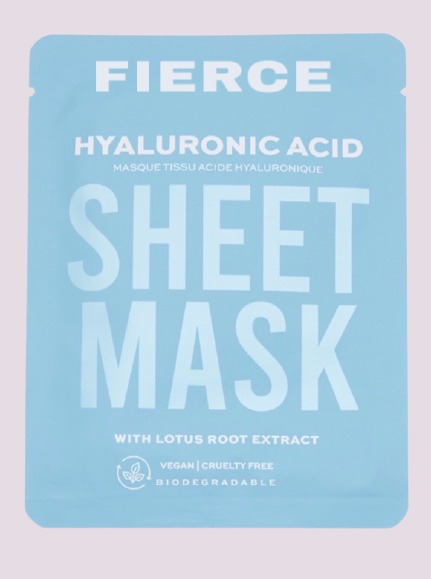 FIERCE
HYALURONIC ACID
MASQUE TISSU ACIDE HYALURONIQUE
SHEET
MASK
WITH LOTUS ROOT EXTRACT
VEGAN | CRUELTY FREE
BIODEGRADABLE